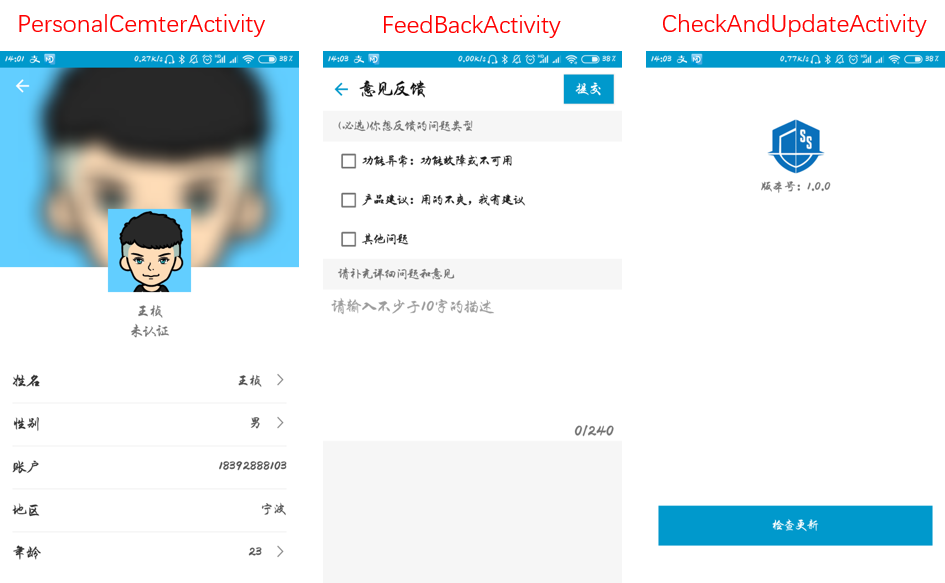 PersonalCemterActivity
14:01
0.27K/s
38%
王桢
未认证
姓名 王桢
性别 男
账户 18392888103
地区 宁波
年龄 23
FeedBackActivity
14:03
0.00K/s
38%
意见反馈 提交
(必选)你想反馈的问题类型
功能异常：功能故障或不可用
产品建议：用的不爽，我有建议
其他问题
请补充详细问题和意见
请输入不少于10字的描述
0/240
CheckAndUpdateActivity
14:03
0.77K/s
38%
SS
版本号：1.0.0
检查更新